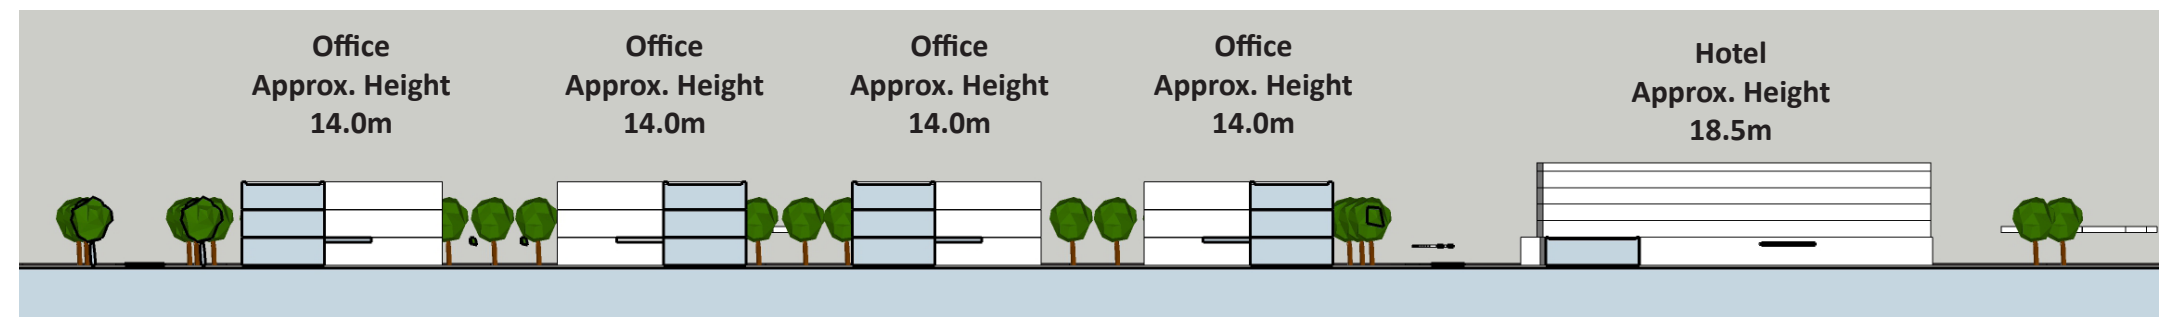 Office
Approx. Height
14.0m
Office
Approx. Height
14.0m
Office
Approx. Height
14.0m
Office
Approx. Height
14.0m
Hotel
Approx. Height
18.5m